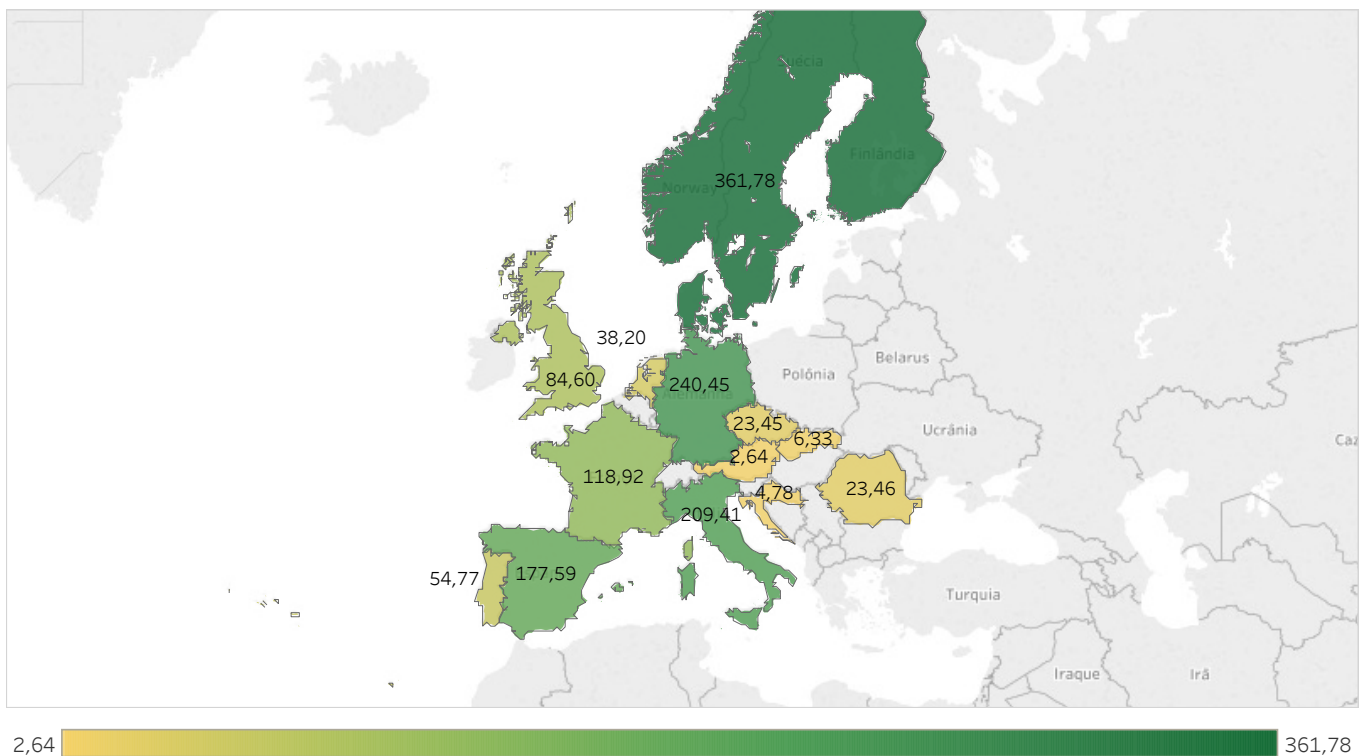 Suécia
Finlândia
Norway
361,78
38,20
84,60
240,45
Alemanha
Polónia
Belarus
Ucrânia
23,45
6,33
2,64
118,92
4,78
23,46
209,41
54,77
177,59
Turquia
Iraque
Irã
Caz
2,64
361,78